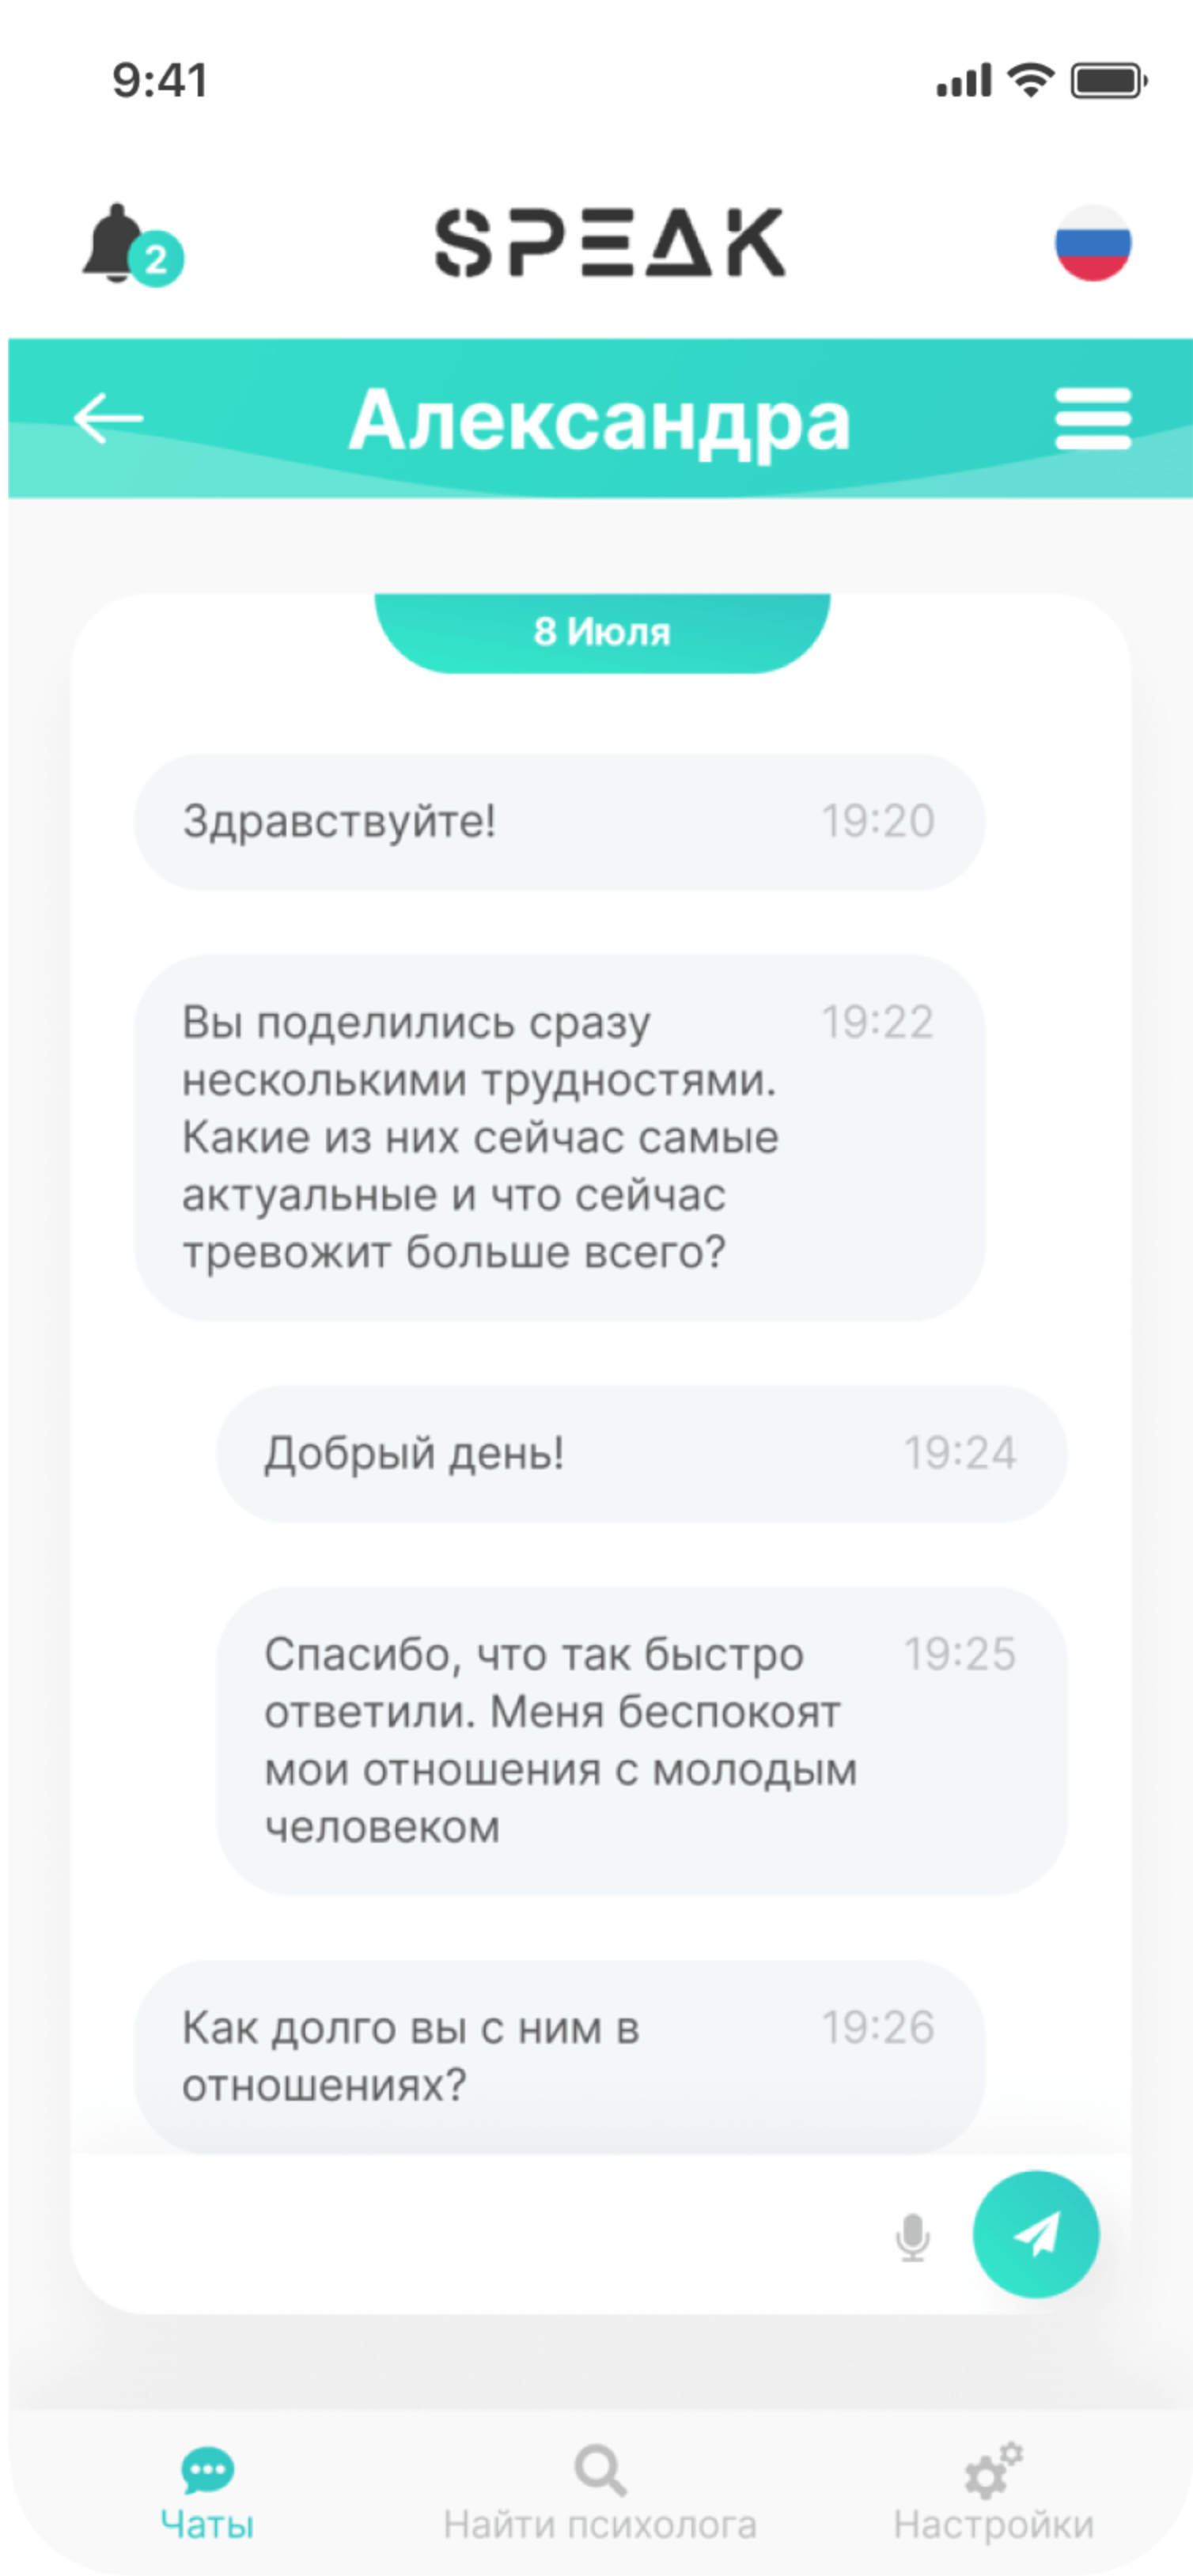 9:41
2
SPEAK
Александра
8 Июля
Здравствуйте! 19:20
Вы поделились сразу 19:22
несколькими трудностями.
Какие из них сейчас самые
актуальные и что сейчас
тревожит больше всего?
Добрый день! 19:24
Спасибо, что так быстро 19:25
ответили. Меня беспокоят
мои отношения с молодым
человеком
Как долго вы с ним в 19:26
отношениях?
Чаты Найти психолога Настройки